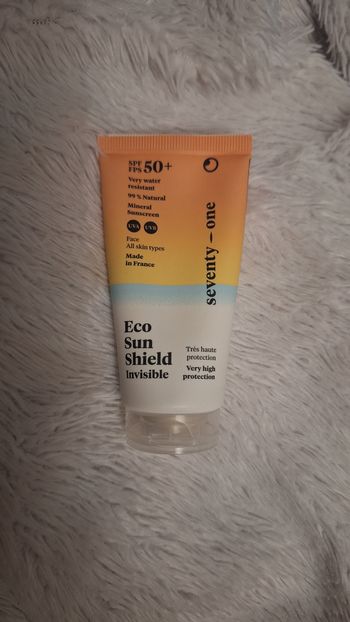 SPF
FPS 50+
Very water
resistant
99 % Natural
Mineral
Sunscreen
UVA UVB
Face
All skin types
Made
in France
seventy – one
Eco
Sun
Shield
Invisible
Très haute
protection
Very high
protection